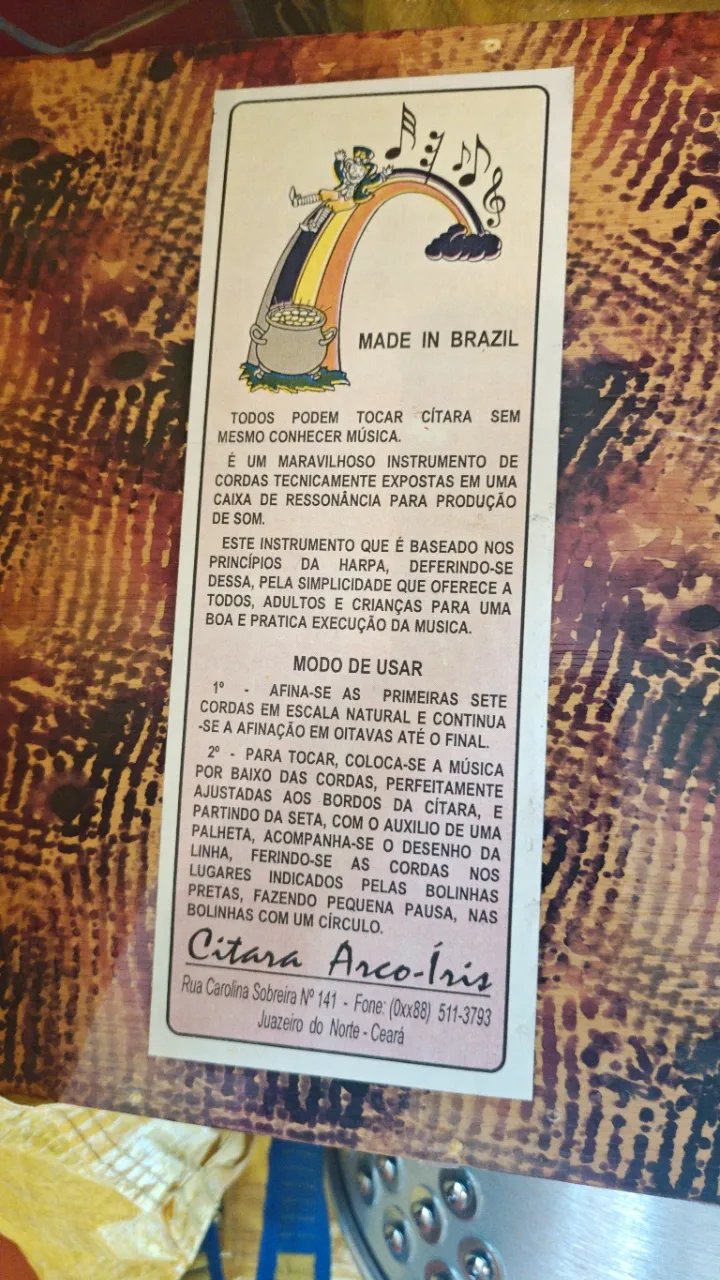 MADE IN BRAZIL
TODOS PODEM TOCAR CÍTARA SEM
MESMO CONHECER MÚSICA.
É UM MARAVILHOSO INSTRUMENTO DE
CORDAS TECNICAMENTE EXPOSTAS EM UMA
CAIXA DE RESSONÂNCIA PARA PRODUÇÃO
DE SOM.
ESTE INSTRUMENTO QUE É BASEADO NOS
PRINCÍPIOS DA HARPA, DEFERINDO-SE
DESSA, PELA SIMPLICIDADE QUE OFERECE A
TODOS, ADULTOS E CRIANÇAS PARA UMA
BOA E PRATICA EXECUÇÃO DA MUSICA.
MODO DE USAR
1º - AFINA-SE AS PRIMEIRAS SETE
CORDAS EM ESCALA NATURAL E CONTINUA
-SE A AFINAÇÃO EM OITAVAS ATÉ O FINAL.
2º - PARA TOCAR, COLOCA-SE A MÚSICA
POR BAIXO DAS CORDAS, PERFEITAMENTE
AJUSTADAS AOS BORDOS DA CÍTARA, E
PARTINDO DA SETA, COM O AUXILIO DE UMA
PALHETA, ACOMPANHA-SE O DESENHO DA
LINHA, FERINDO-SE AS CORDAS NOS
LUGARES INDICADOS PELAS BOLINHAS
PRETAS, FAZENDO PEQUENA PAUSA, NAS
BOLINHAS COM UM CÍRCULO.
Citara Arco-Íris
Rua Carolina Sobreira Nº 141 - Fone: (0xx88) 511-3793
Juazeiro do Norte - Ceará